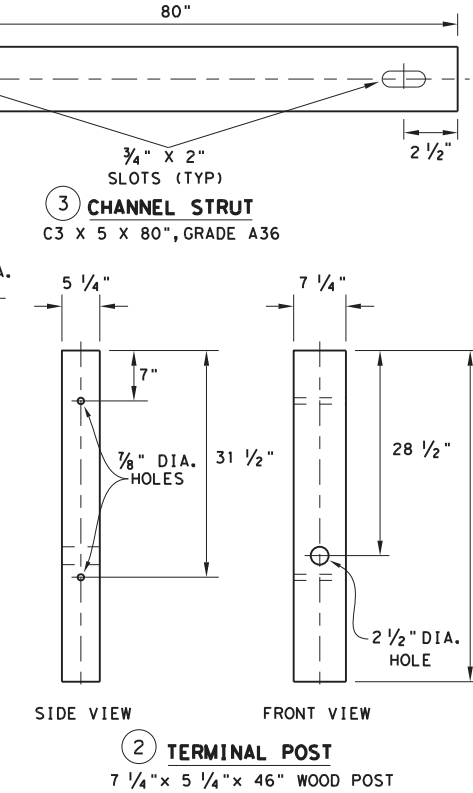 80"
2 ½"
¾" X 2"
SLOTS (TYP)
3 CHANNEL STRUT
C3 X 5 X 80", GRADE A36
A.
5 ¼"
7 ¼"
7"
⅞" DIA.
HOLES
31 ½"
28 ½"
2 ½" DIA.
HOLE
SIDE VIEW
FRONT VIEW
2 TERMINAL POST
7 ¼" x 5 ¼" x 46" WOOD POST